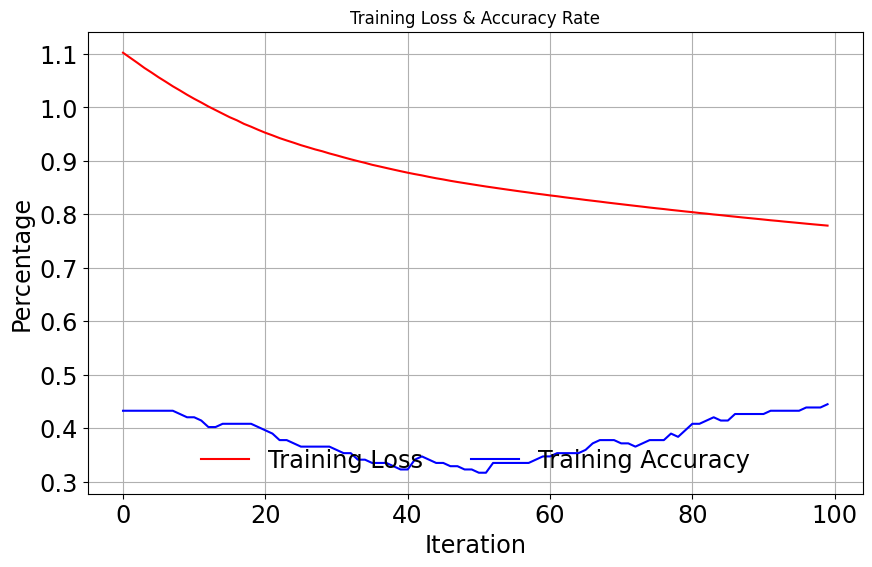 Training Loss & Accuracy Rate
1.1
1.0
0.9
0.8
0.7
0.6
0.5
0.4
0.3
Percentage
Training Loss Training Accuracy
0 20 40 60 80 100
Iteration